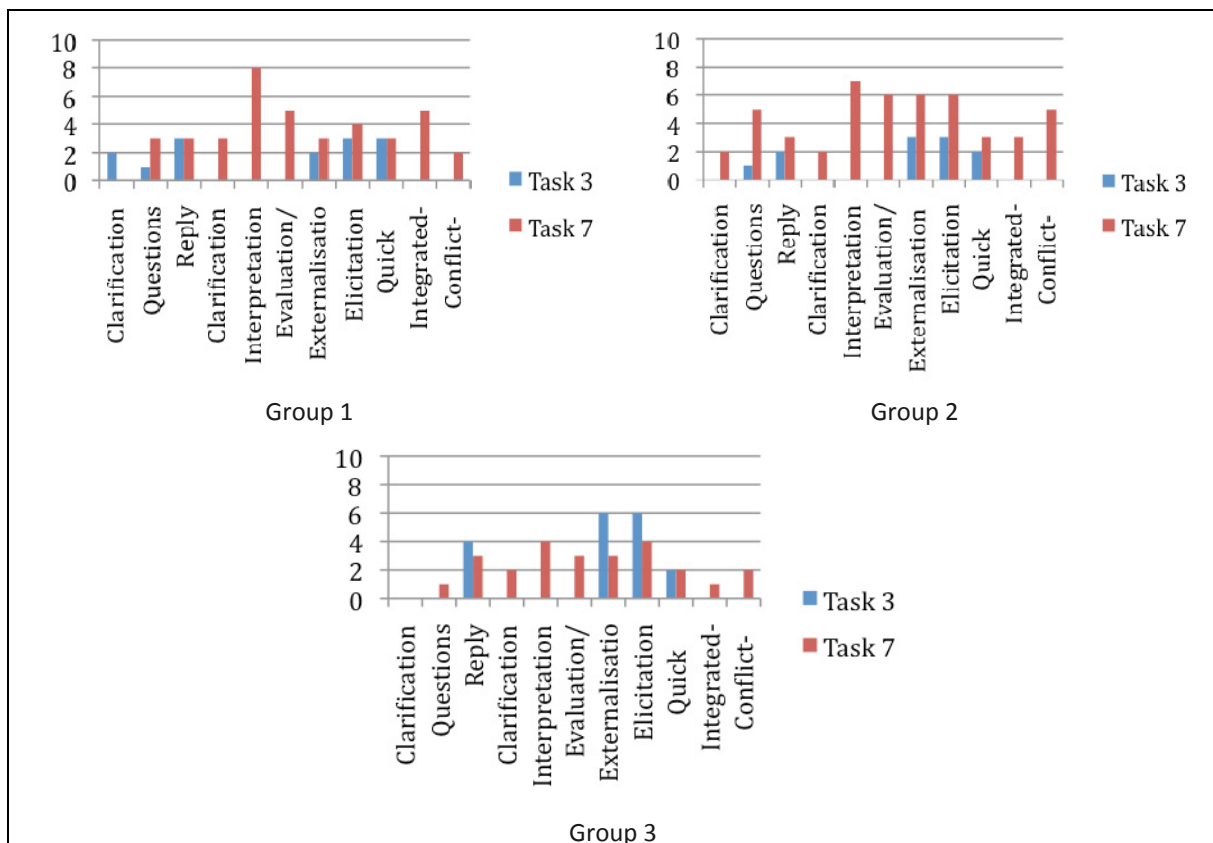 10
8
6
4
2
0
Clarification
Questions
Reply
Clarification
Interpretation
Evaluation/
Externalisatio
Elicitation
Quick
Integrated-
Conflict-
Task 3
Task 7
Group 1
10
8
6
4
2
0
Clarification
Questions
Reply
Clarification
Interpretation
Evaluation/
Externalisation
Elicitation
Quick
Integrated-
Conflict-
Task 3
Task 7
Group 2
10
8
6
4
2
0
Clarification
Questions
Reply
Clarification
Interpretation
Evaluation/
Externalisatio
Elicitation
Quick
Integrated-
Conflict-
Task 3
Task 7
Group 3